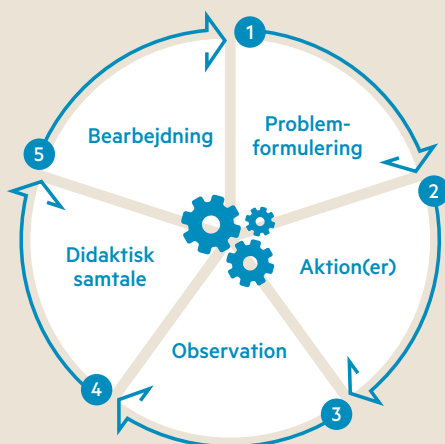 1
Problem-
formulering
2
Aktion(er)
3
Observation
4
Didaktisk
samtale
5
Bearbejdning